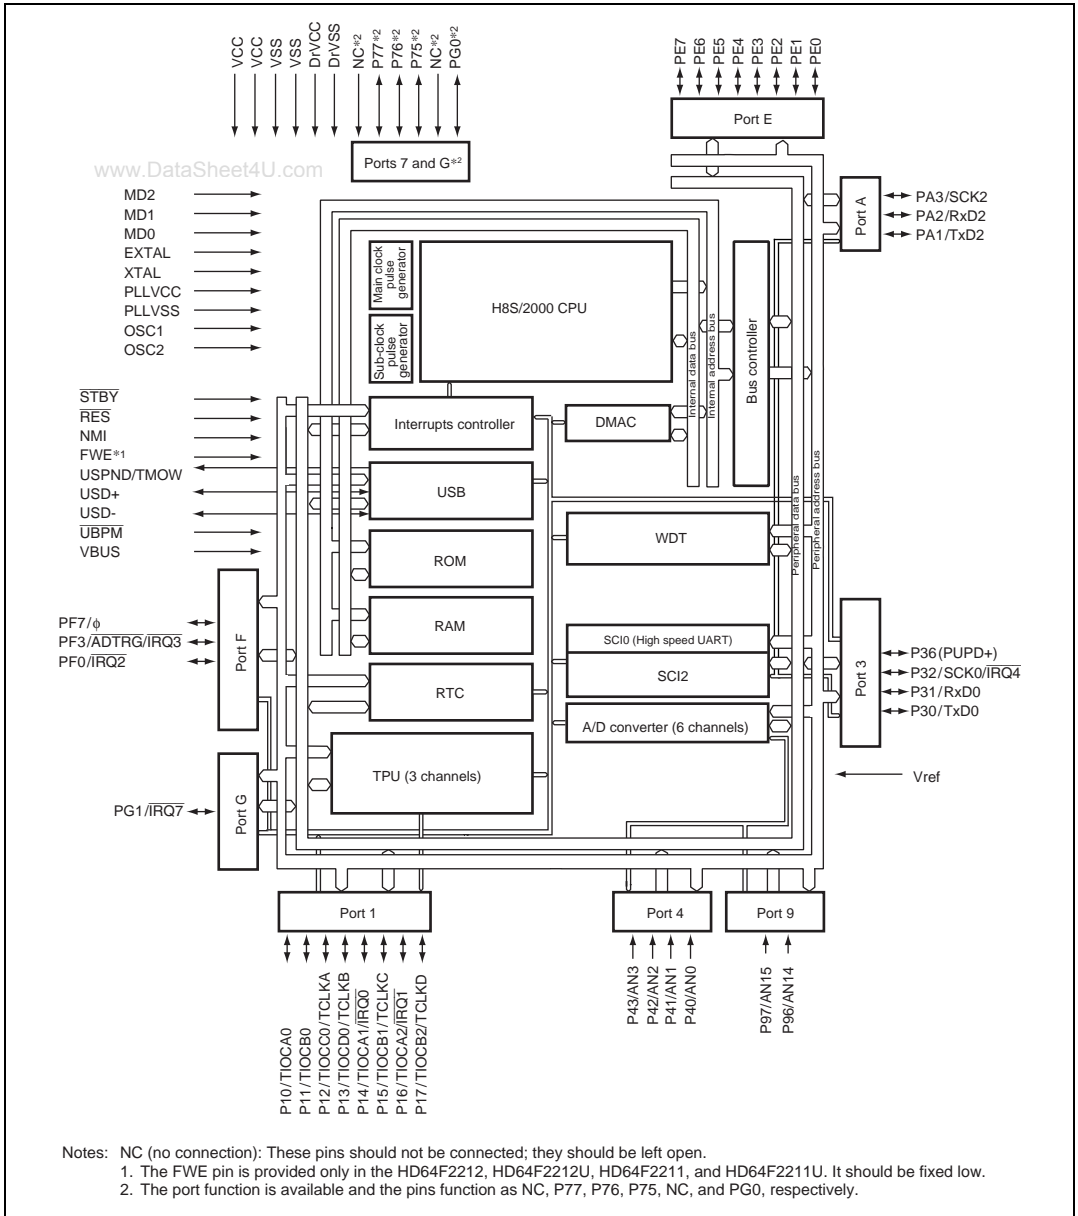 VCC
VCC
VSS
VSS
DrVCC
DrVSS
NC*2
P77*2
P76*2
P75*2
NC*2
PG0*2
PE7
PE6
PE5
PE4
PE3
PE2
PE1
PE0
Port E
Ports 7 and G*2
www.DataSheet4U.com
MD2
MD1
MD0
EXTAL
XTAL
PLLVCC
PLLVSS
OSC1
OSC2
Port A
PA3/SCK2
PA2/RxD2
PA1/TxD2
Main clock
pulse
generator
Sub-clock
pulse
generator
H8S/2000 CPU
Internal data bus
Internal address bus
Bus controller
STBY
RES
NMI
FWE*1
USPND/TMOW
USD+
USD-
UBPM
VBUS
Interrupts controller
DMAC
USB
ROM
RAM
RTC
TPU (3 channels)
WDT
Peripheral data bus
Peripheral address bus
SCI0 (High speed UART)
SCI2
A/D converter (6 channels)
PF7/ϕ
PF3/ADTRG/IRQ3
PF0/IRQ2
Port F
Port 3
P36 (PUPD+)
P32/SCK0/IRQ4
P31/RxD0
P30/TxD0
Vref
PG1/IRQ7
Port G
Port 1
Port 4
Port 9
P10/TIOCA0
P11/TIOCB0
P12/TIOCC0/TCLKA
P13/TIOCD0/TCLKB
P14/TIOCA1/IRQ0
P15/TIOCB1/TCLKC
P16/TIOCA2/IRQ1
P17/TIOCB2/TCLKD
P43/AN3
P42/AN2
P41/AN1
P40/AN0
P97/AN15
P96/AN14
Notes: NC (no connection): These pins should not be connected; they should be left open.
1. The FWE pin is provided only in the HD64F2212, HD64F2212U, HD64F2211, and HD64F2211U. It should be fixed low.
2. The port function is available and the pins function as NC, P77, P76, P75, NC, and PG0, respectively.